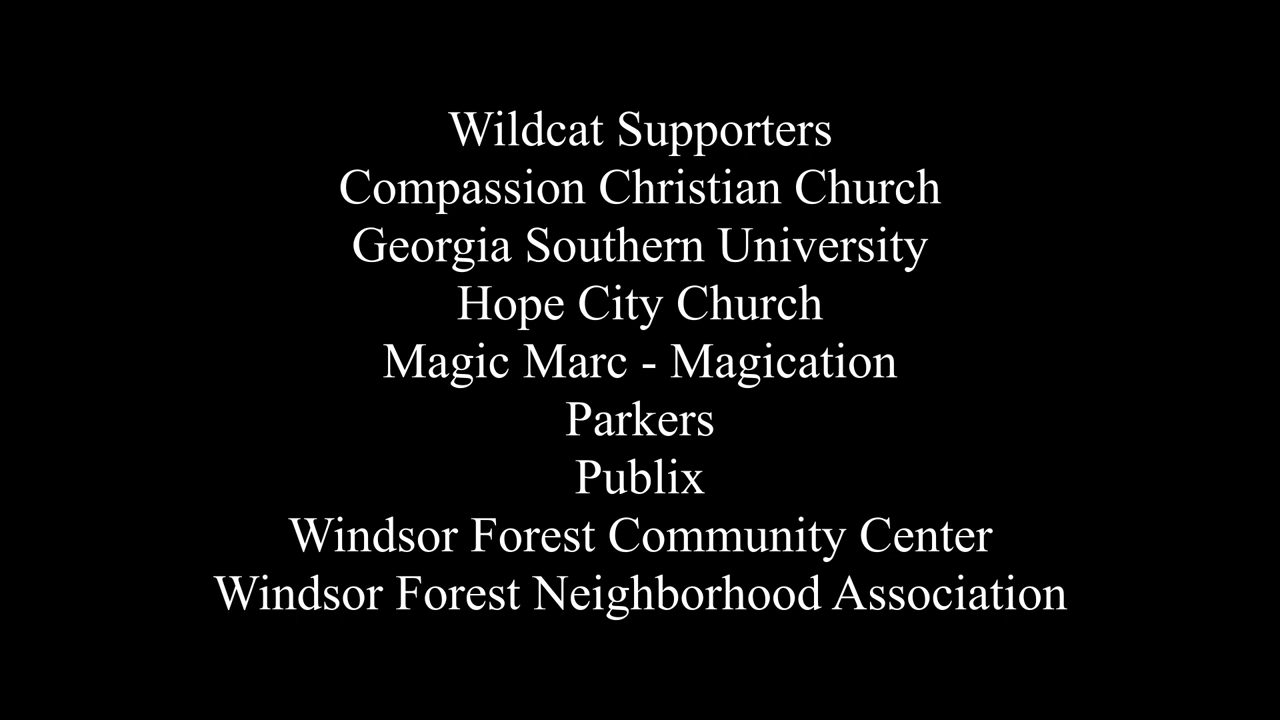 Wildcat Supporters
Compassion Christian Church
Georgia Southern University
Hope City Church
Magic Marc - Magication
Parkers
Publix
Windsor Forest Community Center
Windsor Forest Neighborhood Association